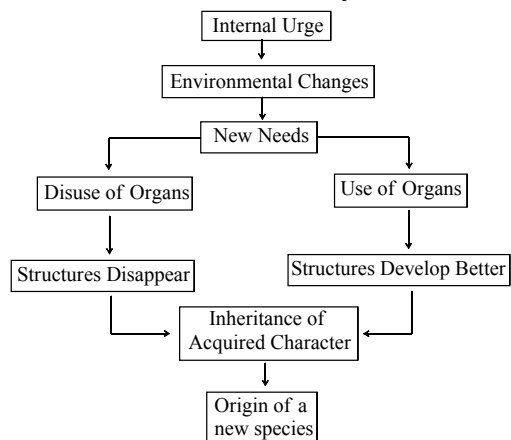 Internal Urge
Environmental Changes
New Needs
Disuse of Organs
Use of Organs
Structures Disappear
Structures Develop Better
Inheritance of
Acquired Character
Origin of a
new species